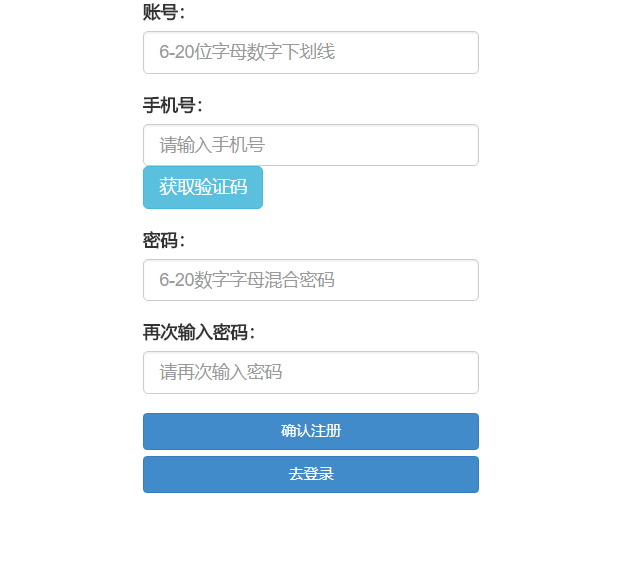 账号：
6-20位字母数字下划线
手机号：
请输入手机号
获取验证码
密码：
6-20数字字母混合密码
再次输入密码：
请再次输入密码
确认注册
去登录